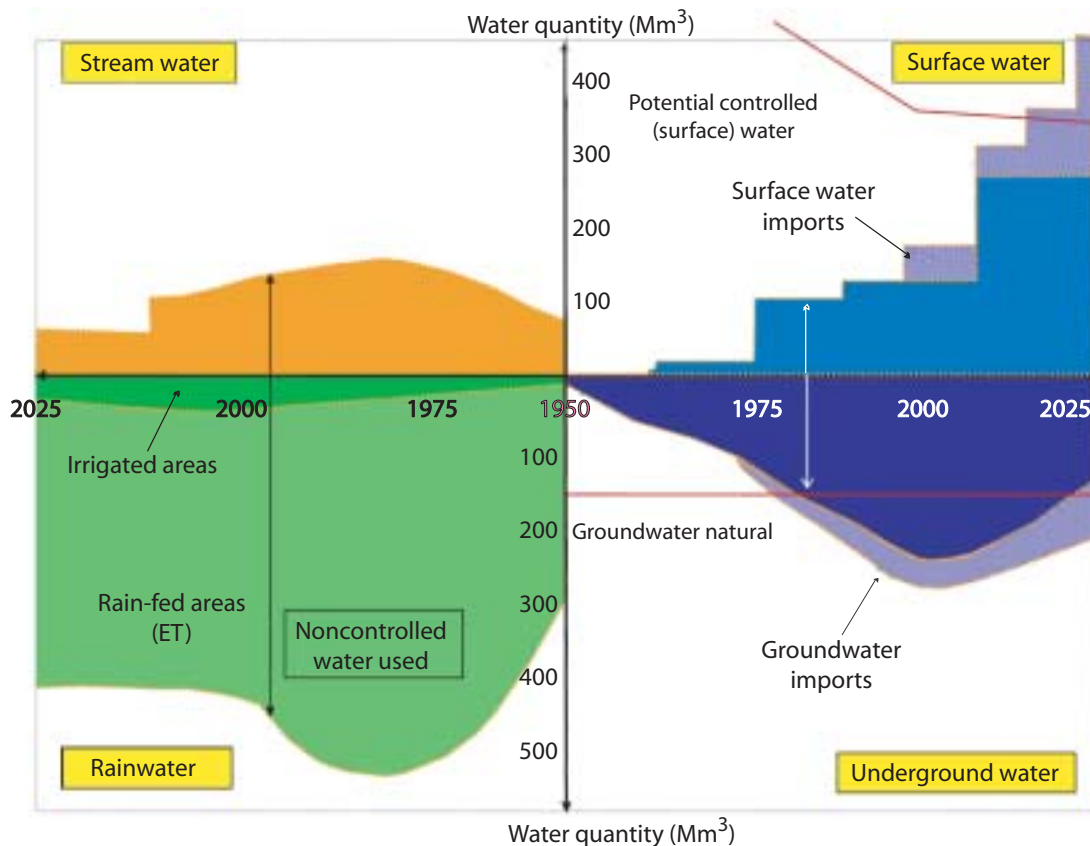 Water quantity (Mm3)
Stream water
Surface water
400
Potential controlled
(surface) water
300
Surface water
imports
200
100
2025
2000
1975
1950
1975
2000
2025
Irrigated areas
100
200
Groundwater natural
Rain-fed areas
(ET)
300
Noncontrolled
water used
Groundwater
imports
400
500
Rainwater
Underground water
Water quantity (Mm3)